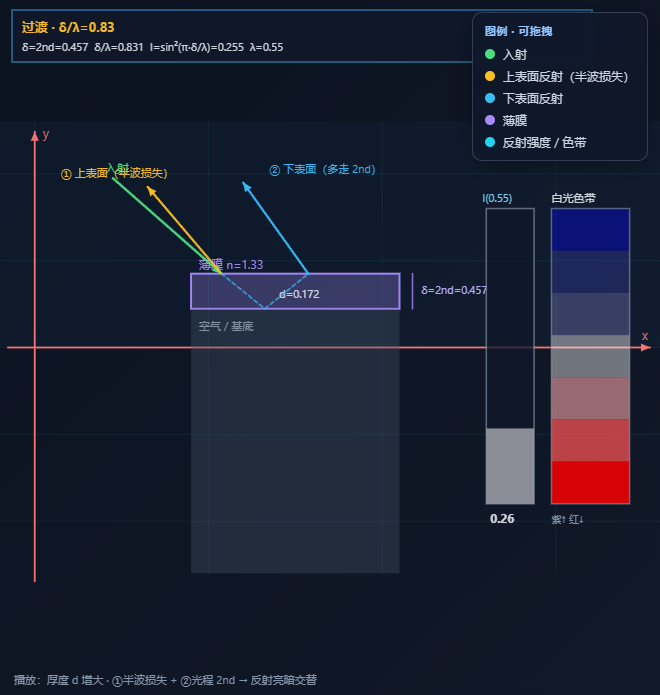 过渡 · δ/λ=0.83
δ=2nd=0.457 δ/λ=0.831 I=sin²(π·δ/λ)=0.255 λ=0.55
图例 · 可拖拽
入射
上表面反射（半波损失）
下表面反射
薄膜
反射强度 / 色带
y
入射
① 上表面（半波损失）
② 下表面（多走 2nd）
I(0.55)
白光色带
薄膜 n=1.33
d=0.172
δ=2nd=0.457
空气 / 基底
x
0.26
紫↑ 红↓
播放：厚度 d 增大 · ①半波损失 + ②光程 2nd → 反射亮暗交替